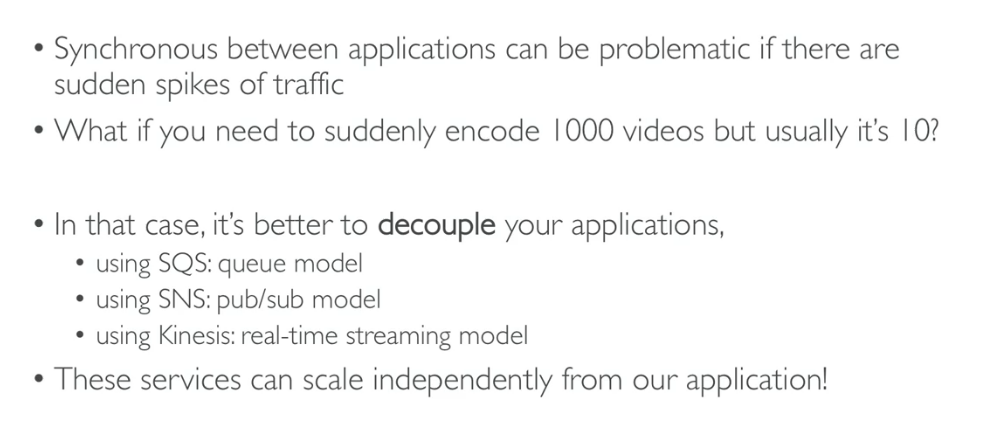 • Synchronous between applications can be problematic if there are
sudden spikes of traffic
• What if you need to suddenly encode 1000 videos but usually it's 10?
• In that case, it's better to decouple your applications,
• using SQS: queue model
• using SNS: pub/sub model
• using Kinesis: real-time streaming model
• These services can scale independently from our application!